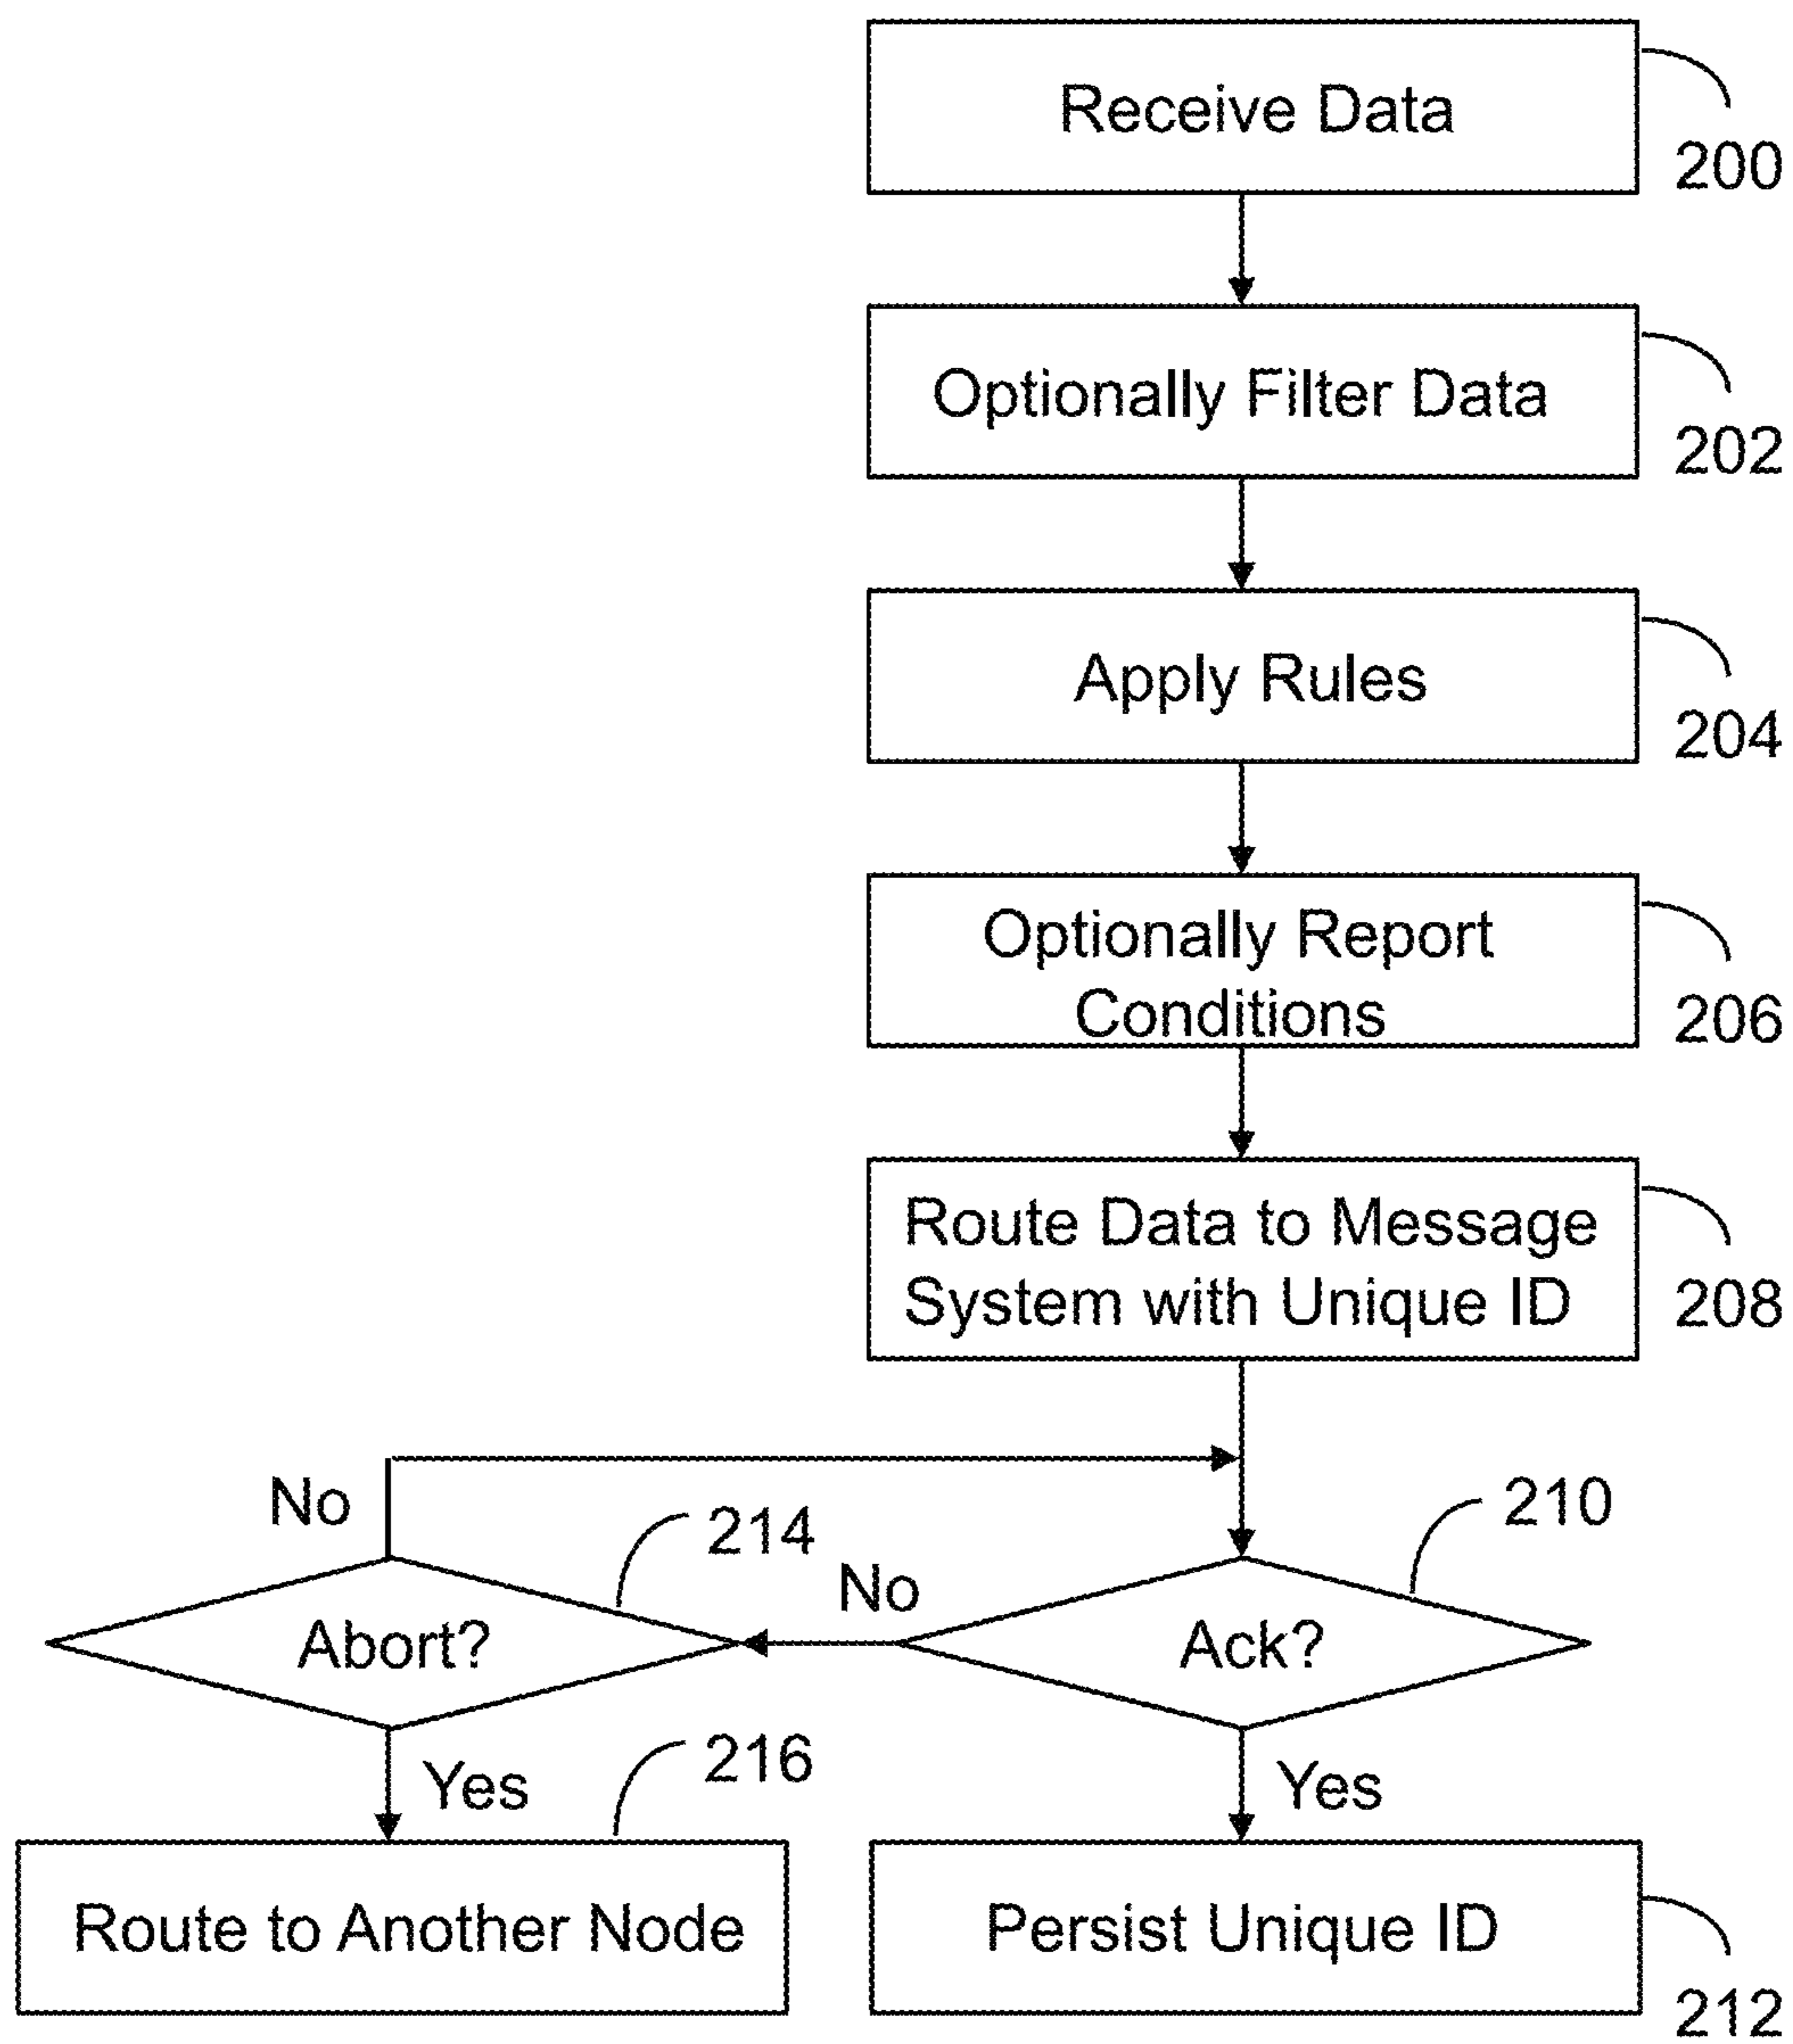 Receive Data
200
Optionally Filter Data
202
Apply Rules
204
Optionally Report
Conditions
206
Route Data to Message
System with Unique ID
208
No
214
210
No
Abort?
Ack?
Yes
216
Yes
Route to Another Node
Persist Unique ID
212